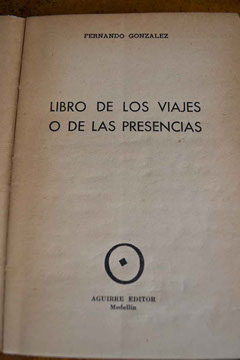 FERNANDO GONZALEZ
LIBRO DE LOS VIAJES
O DE LAS PRESENCIAS
AGUIRRE EDITOR
Medellín